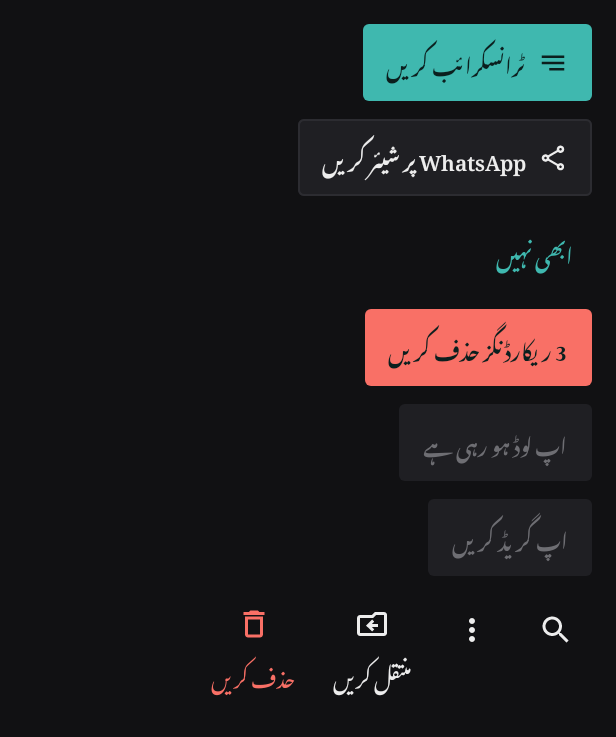 ٹرانسکرائب کریں
WhatsApp پر شیئر کریں
ابھی نہیں
3 ریکارڈنگز حذف کریں
اپ لوڈ ہو رہی ہے
اپ گریڈ کریں
منتقل کریں
حذف کریں